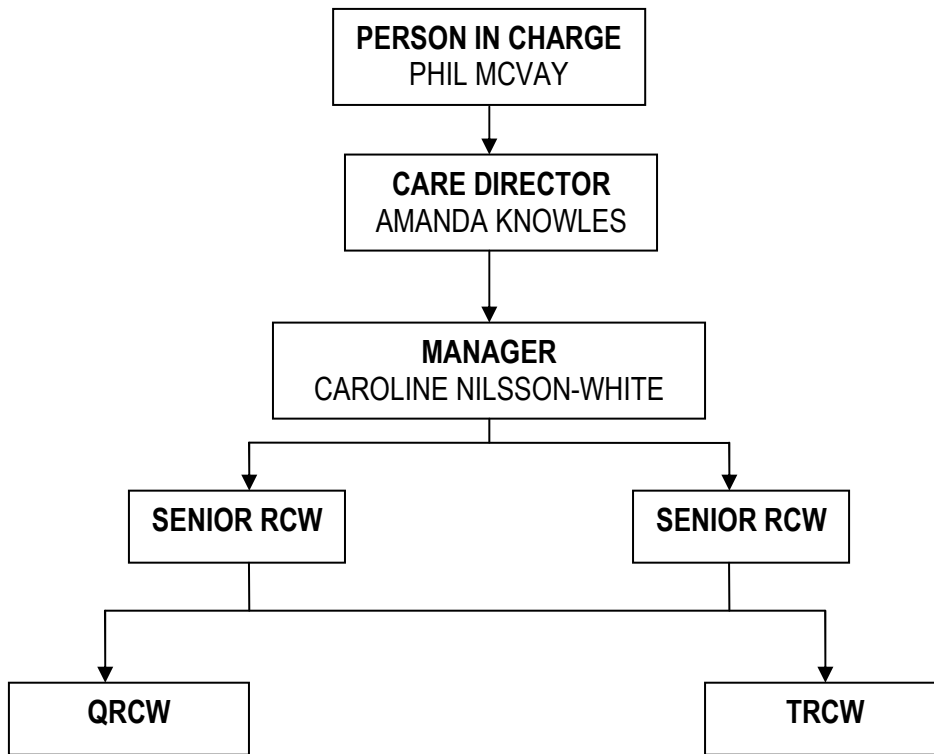 PERSON IN CHARGE
PHIL MCVAY
CARE DIRECTOR
AMANDA KNOWLES
MANAGER
CAROLINE NILSSON-WHITE
SENIOR RCW
SENIOR RCW
QRCW
TRCW